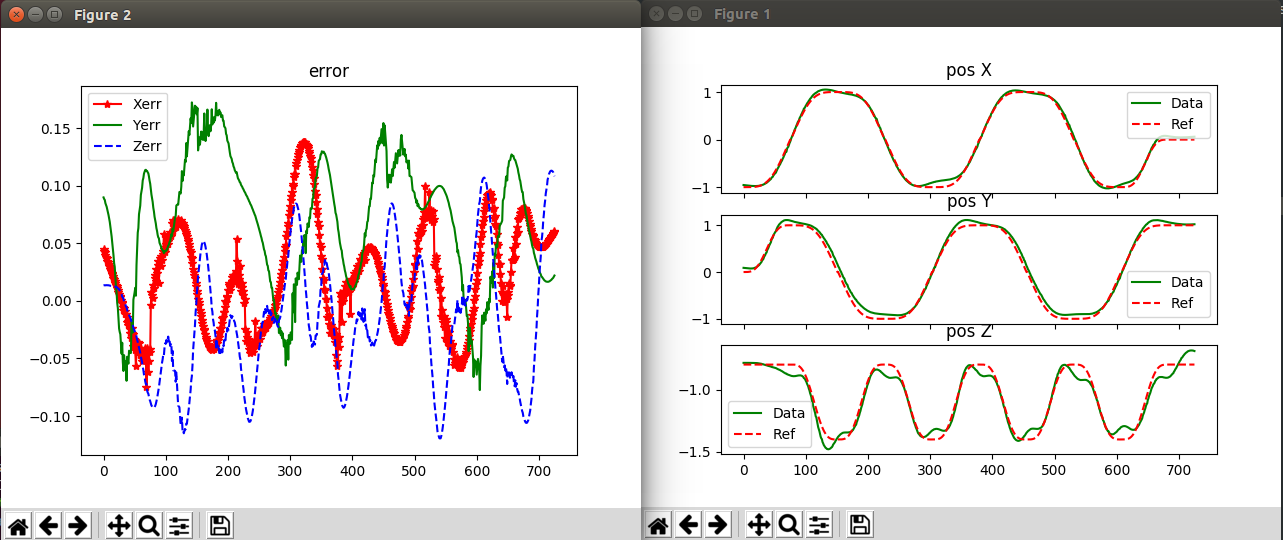 Figure 2
error
Xerr
Yerr
Zerr
0.15
0.10
0.05
0.00
−0.05
−0.10
0 100 200 300 400 500 600 700
Figure 1
pos X
1
0
−1
Data
Ref
pos Y
1
0
−1
Data
Ref
pos Z
−1.0
−1.5
Data
Ref
0 100 200 300 400 500 600 700